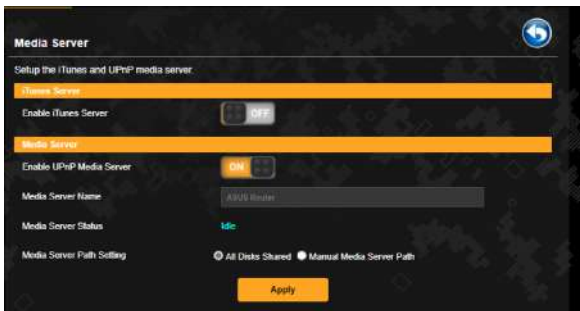 Media Server
Setup the iTunes and UPnP media server.
iTunes Server
Enable iTunes Server
OFF
Media Server
Enable UPnP Media Server
ON
Media Server Name
ASUS Router
Media Server Status
Idle
Media Server Path Setting
All Disks Shared Manual Media Server Path
Apply